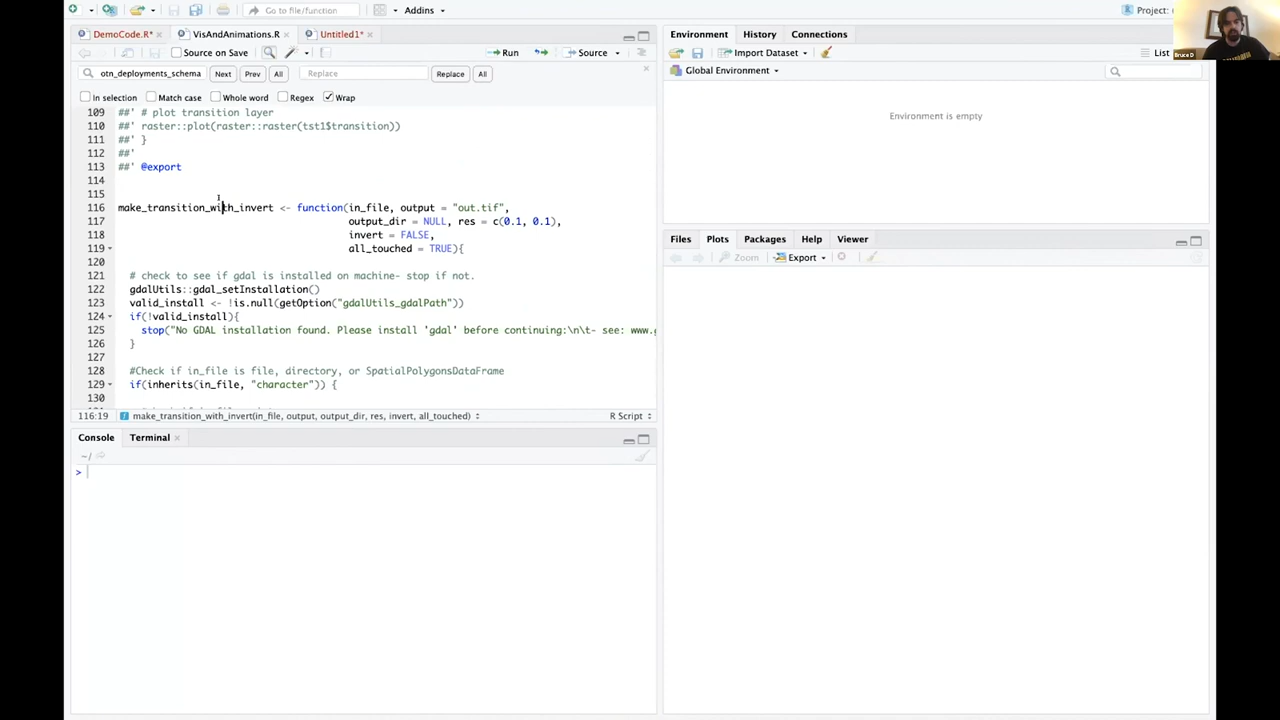 Go to file/function
Addins
Project:
DemoCode.R*
VisAndAnimations.R
Untitled1*
Source on Save
Run
Source
otn_deployments_schema
Next
Prev
All
Replace
Replace
All
In selection
Match case
Whole word
Regex
Wrap
109 ##' # plot transition layer
110 ##' raster::plot(raster::raster(tst1$transition))
111 ##' }
112 ##'
113 ##' @export
114
115
116 make_transition_with_invert <- function(in_file, output = "out.tif",
117 output_dir = NULL, res = c(0.1, 0.1),
118 invert = FALSE,
119 all_touched = TRUE){
120
121 # check to see if gdal is installed on machine- stop if not.
122 gdalUtils::gdal_setInstallation()
123 valid_install <- !is.null(getOption("gdalUtils_gdalPath"))
124 if(!valid_install){
125 stop("No GDAL installation found. Please install 'gdal' before continuing:\n\t- see: www.g
126 }
127
128 #Check if in_file is file, directory, or SpatialPolygonsDataFrame
129 if(inherits(in_file, "character")) {
130
116:19
make_transition_with_invert(in_file, output, output_dir, res, invert, all_touched)
R Script
Console
Terminal
~/
>
Environment
History
Connections
Import Dataset
List
Global Environment
Environment is empty
Files
Plots
Packages
Help
Viewer
Zoom
Export
Bruce D